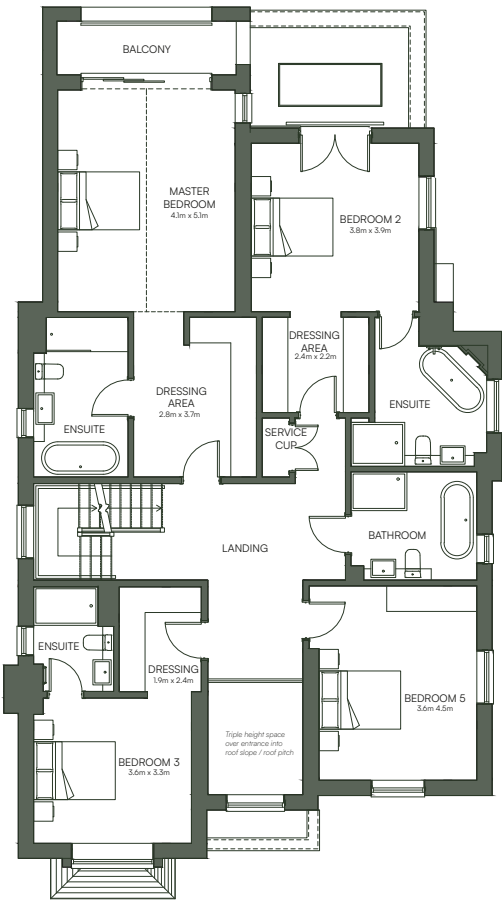 BALCONY
MASTER
BEDROOM
4.1m x 5.1m
BEDROOM 2
3.8m x 3.9m
DRESSING
AREA
2.4m x 2.2m
DRESSING
AREA
2.8m x 3.7m
ENSUITE
ENSUITE
SERVICE
CUP
LANDING
BATHROOM
ENSUITE
DRESSING
1.9m x 2.4m
BEDROOM 5
3.6m 4.5m
Triple height space
over entrance into
roof slope / roof pitch
BEDROOM 3
3.6m x 3.3m